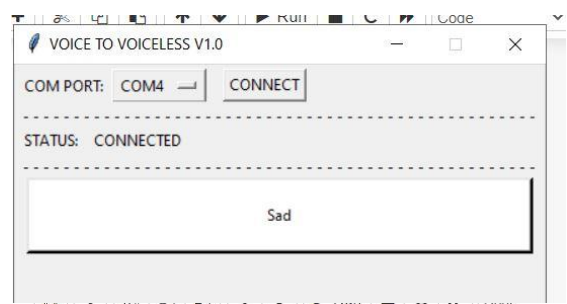 Run Code
VOICE TO VOICELESS V1.0
COM PORT: COM4 CONNECT
STATUS: CONNECTED
Sad